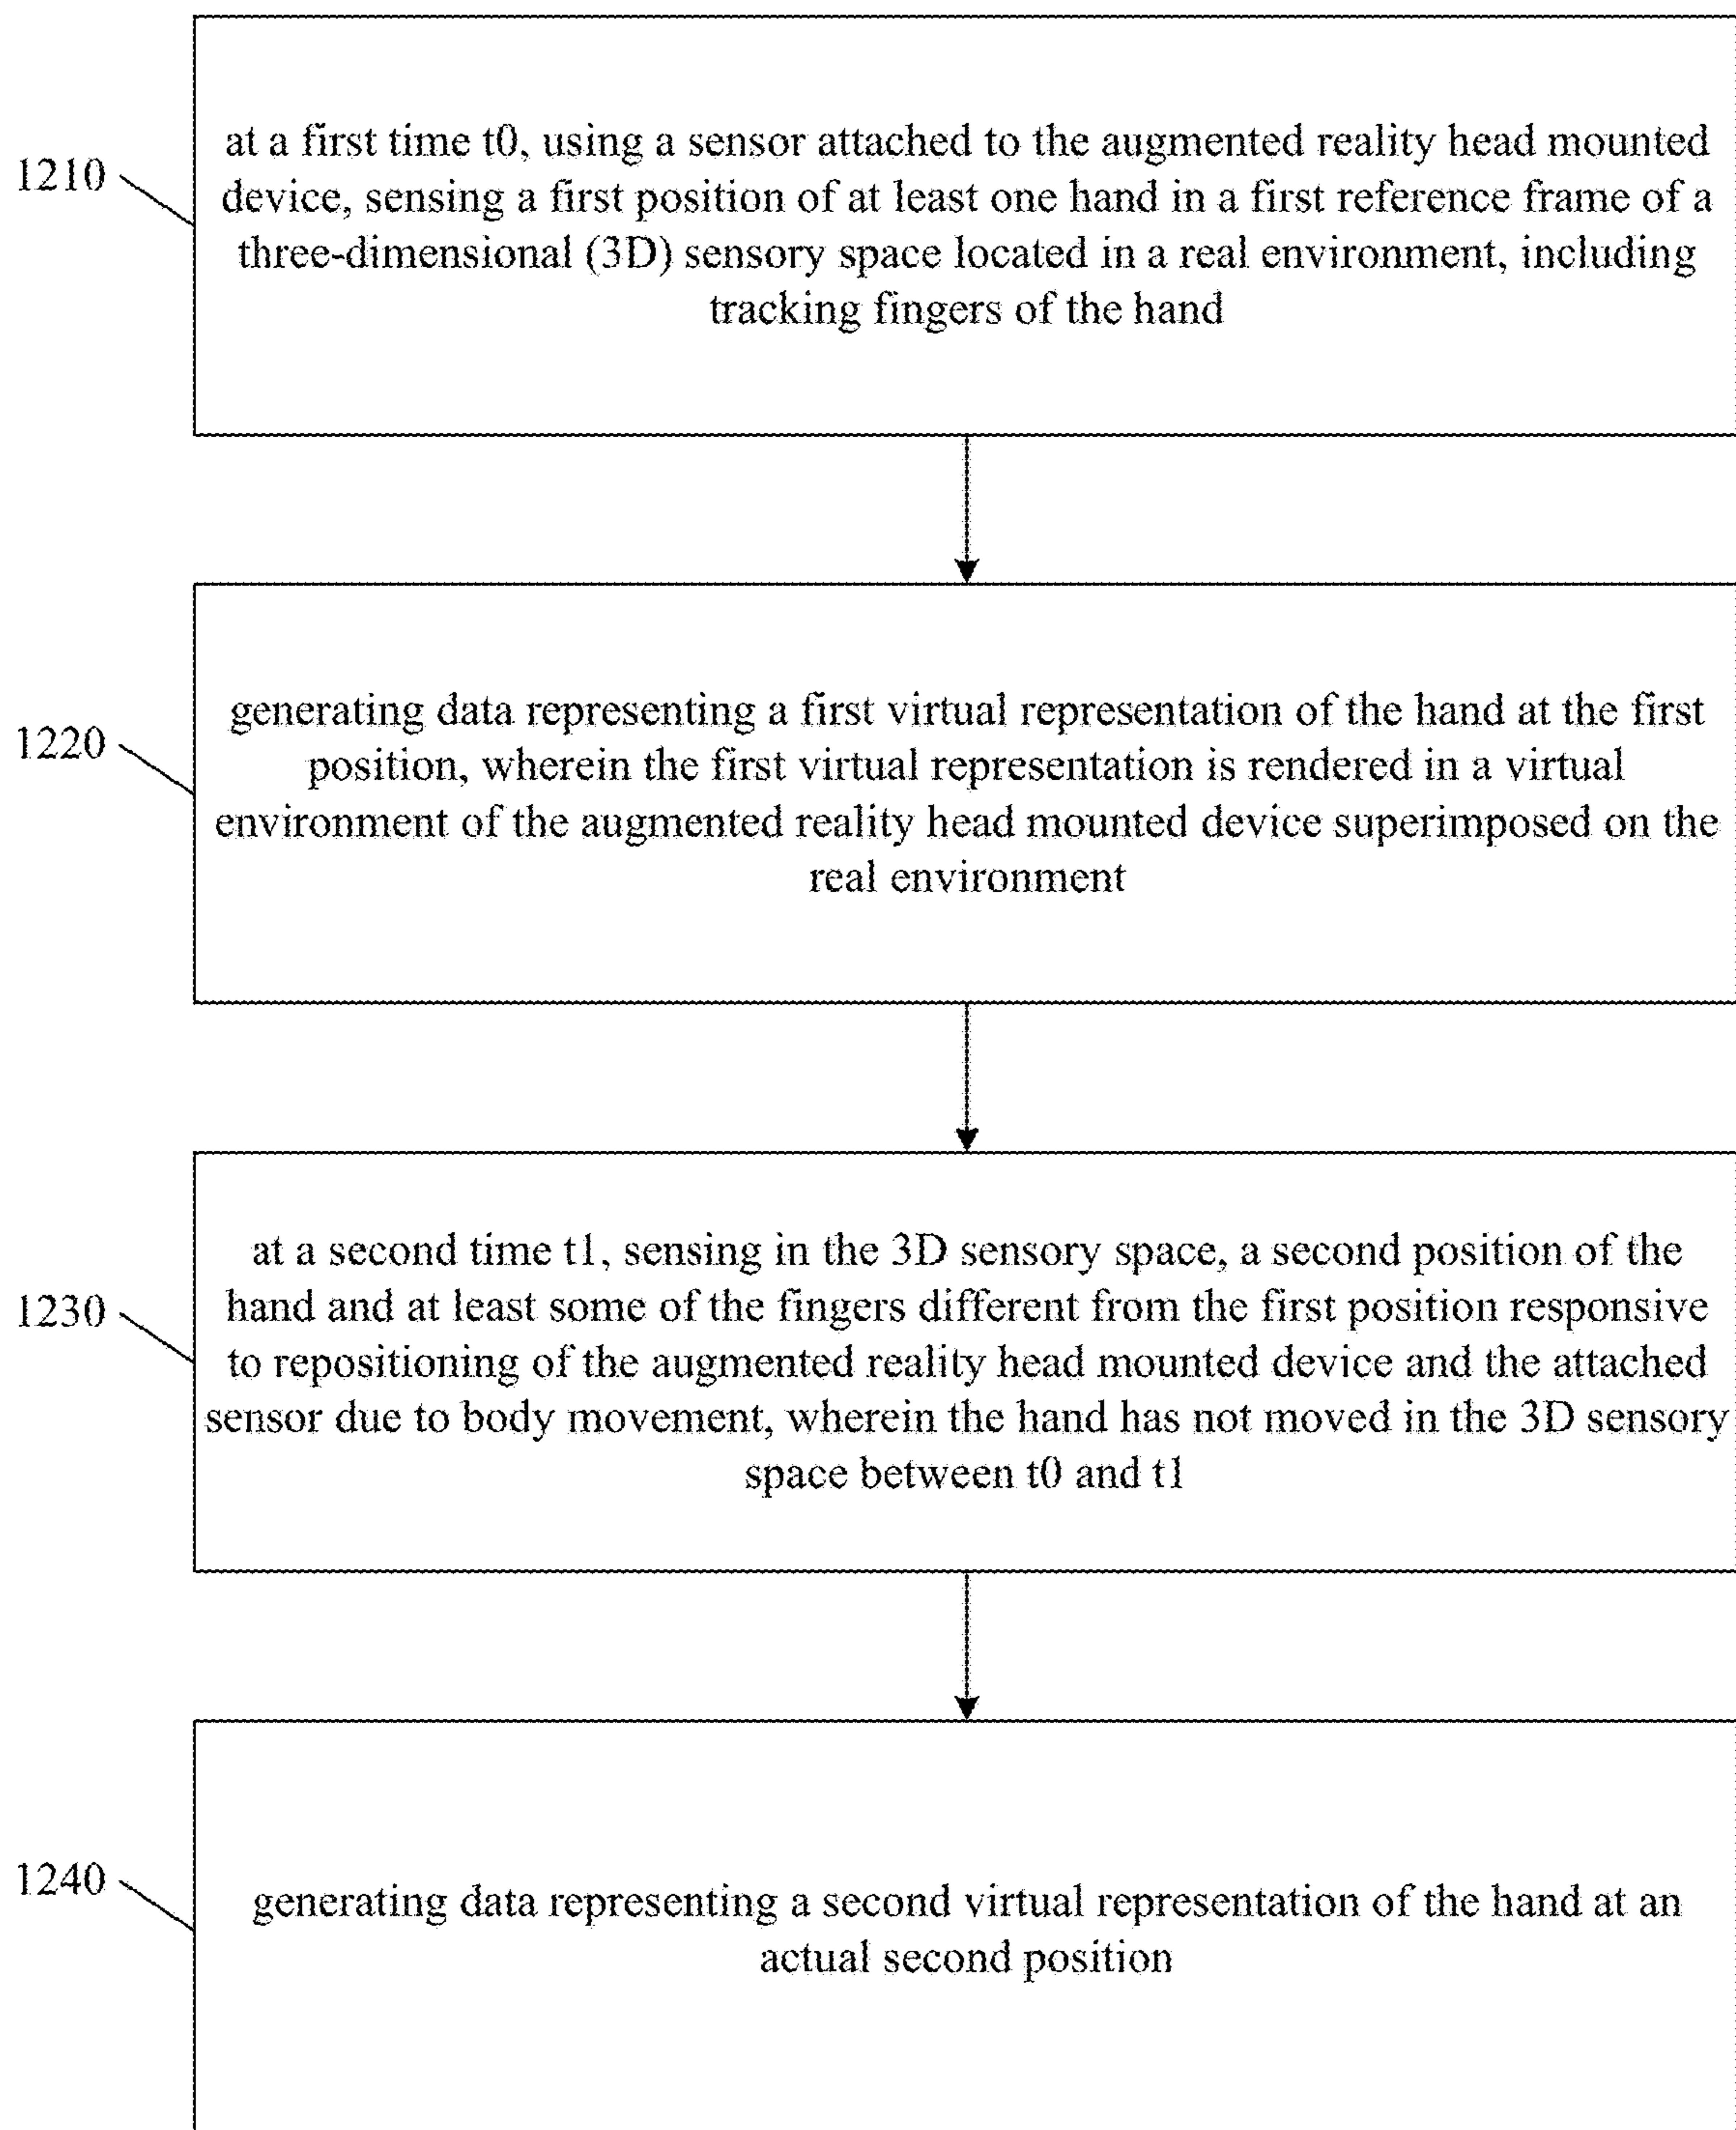 1210
at a first time t0, using a sensor attached to the augmented reality head mounted
device, sensing a first position of at least one hand in a first reference frame of a
three-dimensional (3D) sensory space located in a real environment, including
tracking fingers of the hand
1220
generating data representing a first virtual representation of the hand at the first
position, wherein the first virtual representation is rendered in a virtual
environment of the augmented reality head mounted device superimposed on the
real environment
1230
at a second time t1, sensing in the 3D sensory space, a second position of the
hand and at least some of the fingers different from the first position responsive
to repositioning of the augmented reality head mounted device and the attached
sensor due to body movement, wherein the hand has not moved in the 3D sensory
space between t0 and t1
1240
generating data representing a second virtual representation of the hand at an
actual second position